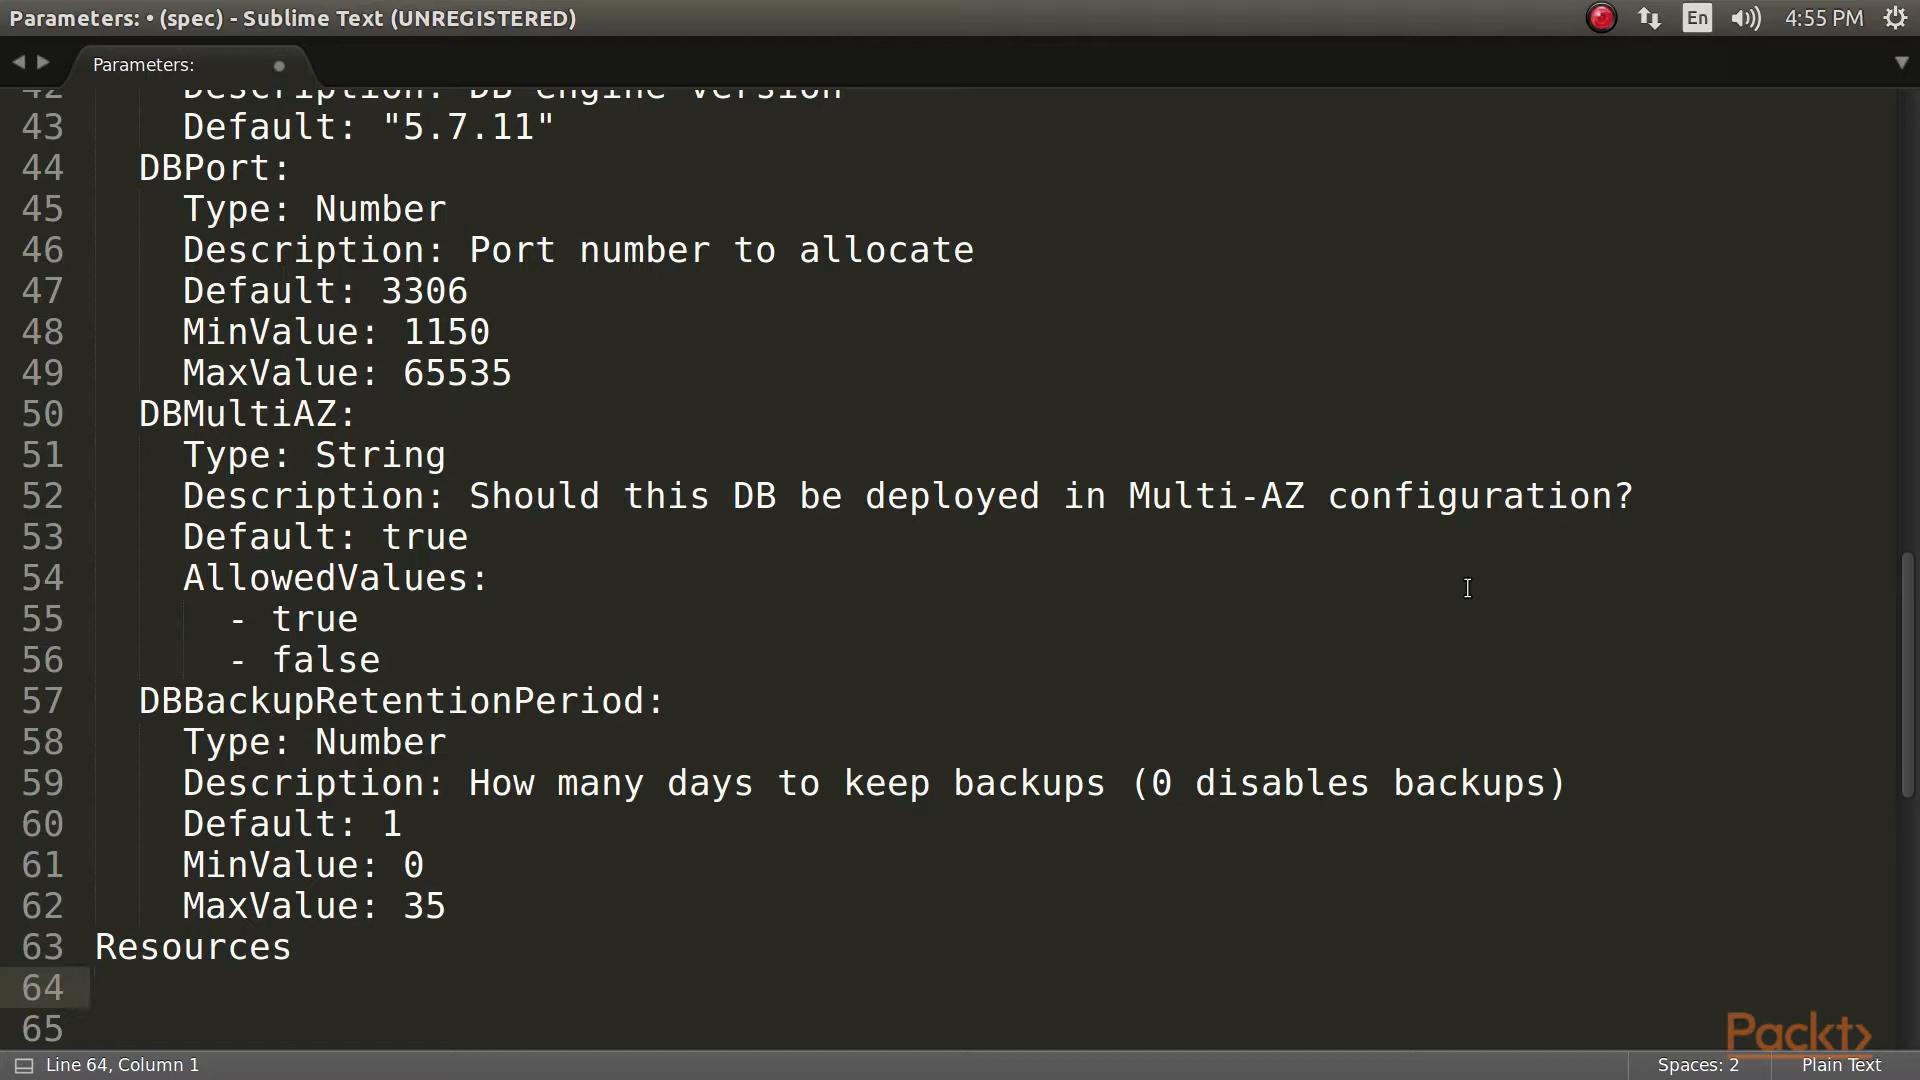 Parameters: • (spec) - Sublime Text (UNREGISTERED)
En
4:55 PM
Parameters:
42 Description: DB engine version
43 Default: "5.7.11"
44 DBPort:
45 Type: Number
46 Description: Port number to allocate
47 Default: 3306
48 MinValue: 1150
49 MaxValue: 65535
50 DBMultiAZ:
51 Type: String
52 Description: Should this DB be deployed in Multi-AZ configuration?
53 Default: true
54 AllowedValues:
55 - true
56 - false
57 DBBackupRetentionPeriod:
58 Type: Number
59 Description: How many days to keep backups (0 disables backups)
60 Default: 1
61 MinValue: 0
62 MaxValue: 35
63 Resources
64
65
Packt>
Line 64, Column 1
Spaces: 2
Plain Text